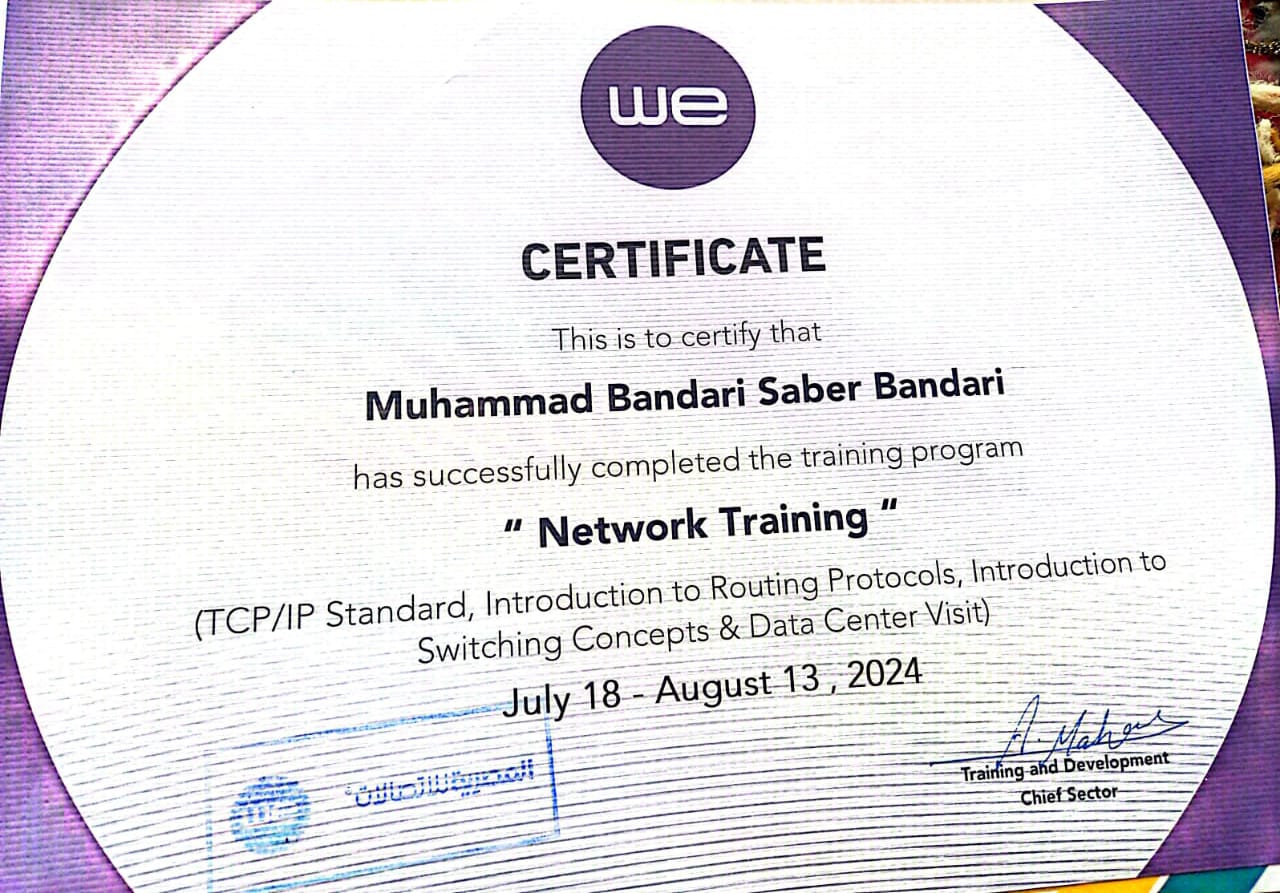 we
CERTIFICATE
This is to certify that
Muhammad Bandari Saber Bandari
has successfully completed the training program
“ Network Training “
(TCP/IP Standard, Introduction to Routing Protocols, Introduction to
Switching Concepts & Data Center Visit)
July 18 - August 13 , 2024
Training and Development
Chief Sector
المصرية للاتصالات